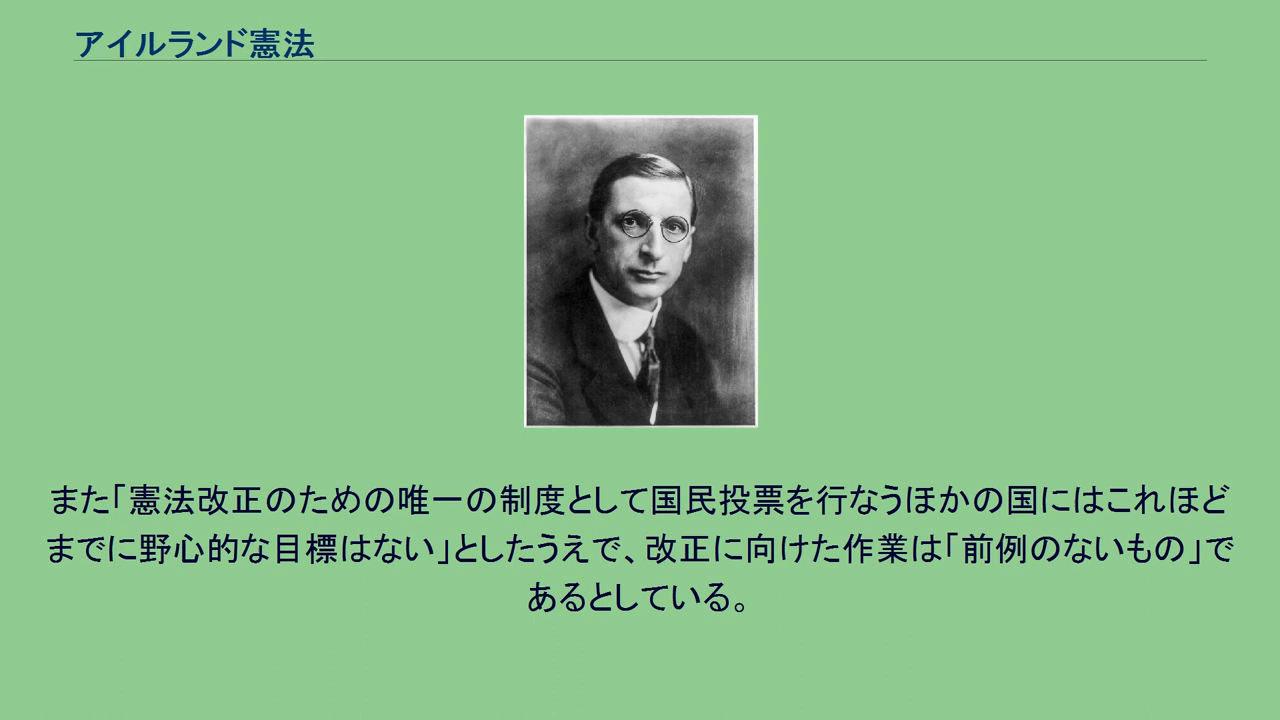 アイルランド憲法
また「憲法改正のための唯一の制度として国民投票を行なうほかの国にはこれほど
までに野心的な目標はない」としたうえで、改正に向けた作業は「前例のないもの」で
あるとしている。